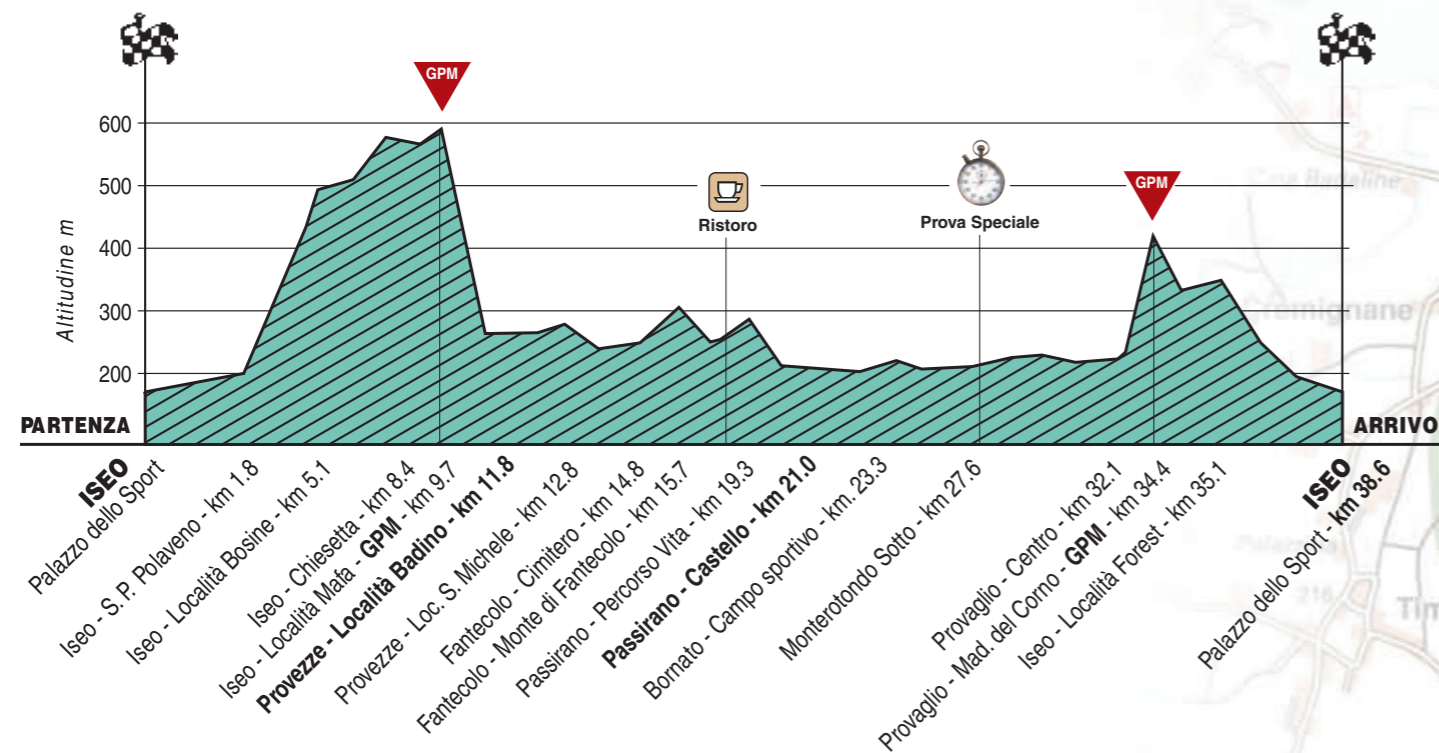 GPM
600
500
400
300
200
Altitudine m
Ristoro
Prova Speciale
GPM
PARTENZA
ARRIVO
ISEO
Palazzo dello Sport
Iseo - S. P. Polaveno - km 1.8
Iseo - Località Bosine - km 5.1
Iseo - Chiesetta - km 8.4
Iseo - Località Mafa - GPM - km 9.7
Provezze - Località Badino - km 11.8
Provezze - Loc. S. Michele - km 12.8
Fantecolo - Cimitero - km 14.8
Fantecolo - Monte di Fantecolo - km 15.7
Passirano - Percorso Vita - km 19.3
Passirano - Castello - km 21.0
Bornato - Campo sportivo - km. 23.3
Monterotondo Sotto - km 27.6
Provaglio - Centro - km 32.1
Provaglio - Mad. del Corno - GPM - km 34.4
Iseo - Località Forest - km 35.1
ISEO
Palazzo dello Sport - km 38.6
Cremignane
216
Tim